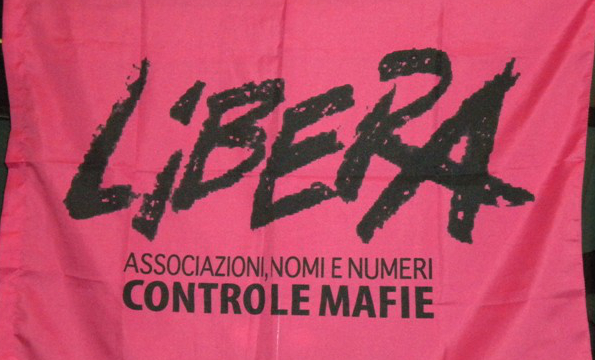 LiBERA
ASSOCIAZIONI, NOMI E NUMERI
CONTRO LE MAFIE